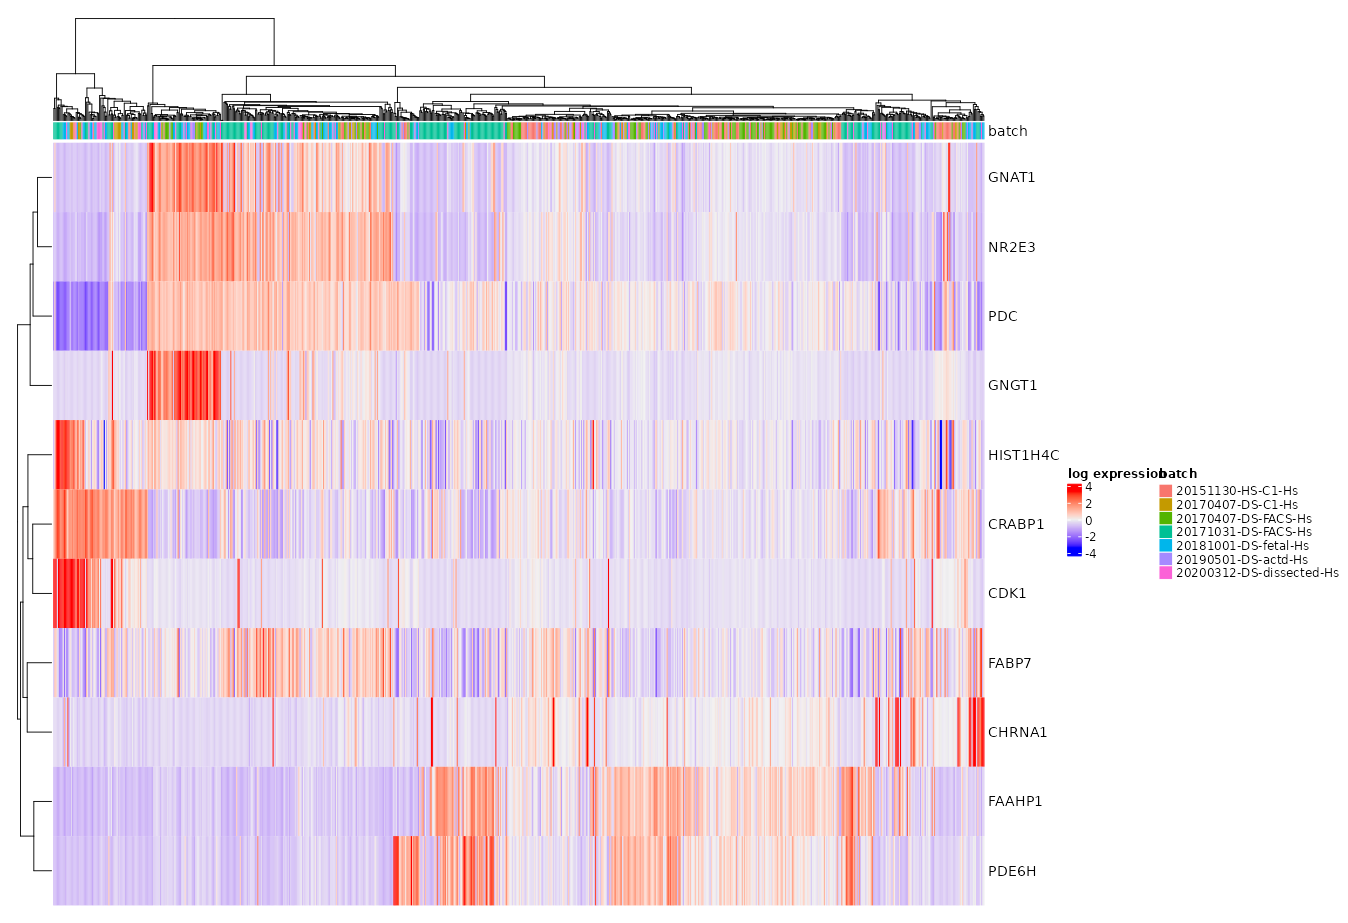 batch
GNAT1
NR2E3
PDC
GNGT1
HIST1H4C
CRABP1
CDK1
FABP7
CHRNA1
FAAHP1
PDE6H
log expression
4
2
0
-2
-4
batch
20151130-HS-C1-Hs
20170407-DS-C1-Hs
20170407-DS-FACS-Hs
20171031-DS-FACS-Hs
20181001-DS-fetal-Hs
20190501-DS-actd-Hs
20200312-DS-dissected-Hs